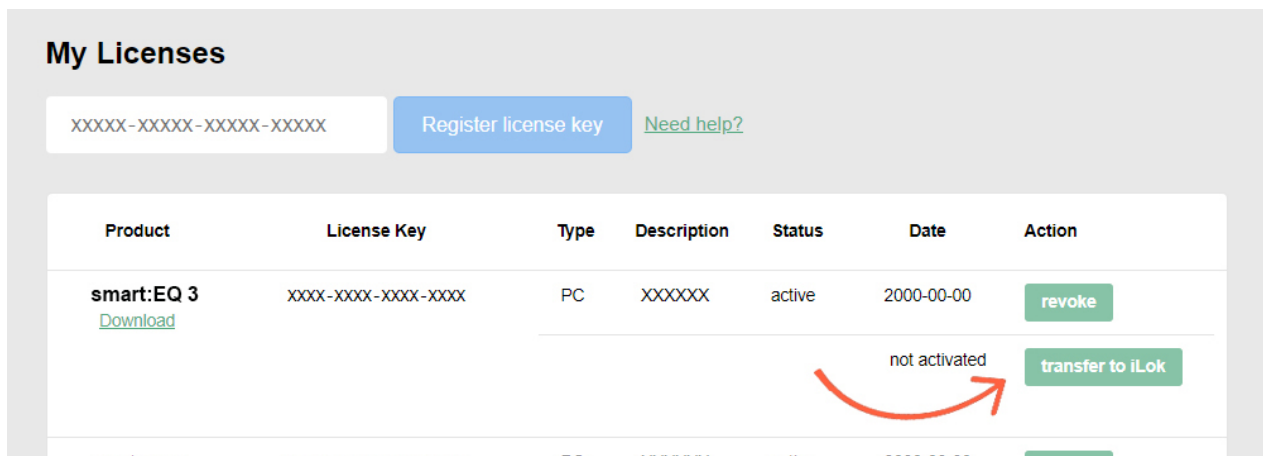 My Licenses
XXXXX-XXXXX-XXXXX-XXXXX Register license key Need help?
Product License Key Type Description Status Date Action
smart:EQ 3 XXXX-XXXX-XXXX-XXXX PC XXXXXX active 2000-00-00 revoke
Download
not activated transfer to iLok